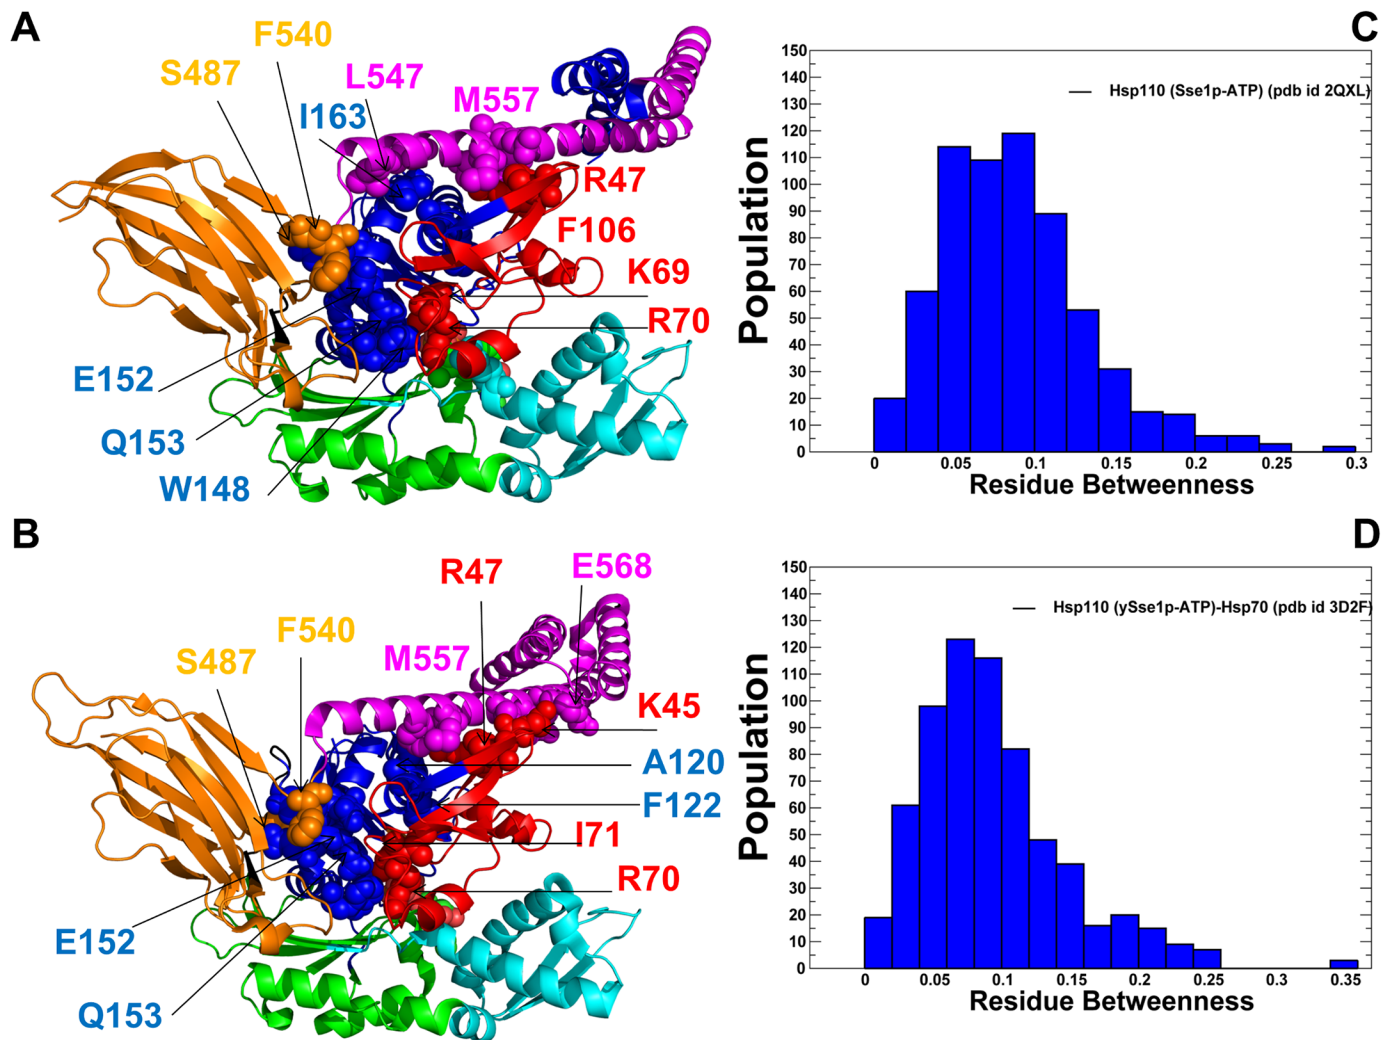 A
F540
S487
L547
M557
I163
R47
F106
K69
R70
E152
Q153
W148
C
Population
150
140
130
120
110
100
90
80
70
60
50
40
30
20
10
0
Hsp110 (Sse1p-ATP) (pdb id 2QXL)
0 0.05 0.1 0.15 0.2 0.25 0.3
Residue Betweenness
B
R47
E568
F540
S487
M557
K45
A120
F122
I71
R70
E152
Q153
D
Population
150
140
130
120
110
100
90
80
70
60
50
40
30
20
10
0
Hsp110 (ySse1p-ATP)-Hsp70 (pdb id 3D2F)
0 0.05 0.1 0.15 0.2 0.25 0.3 0.35
Residue Betweenness